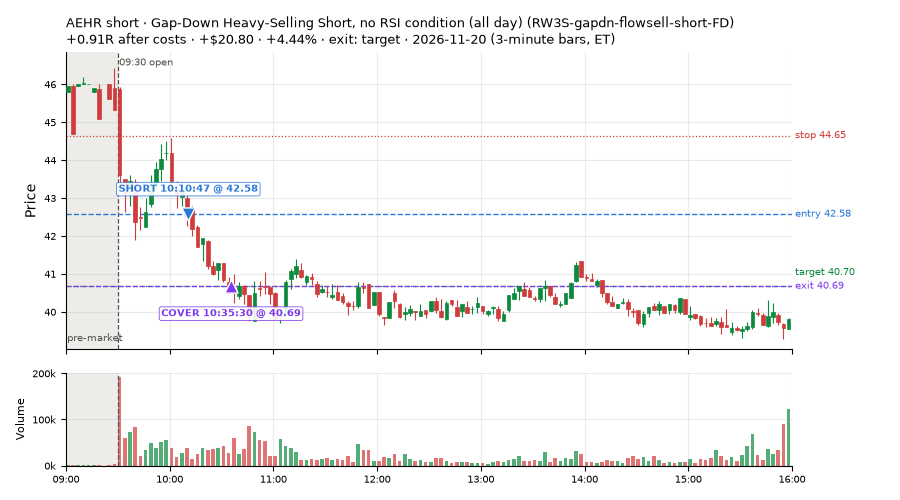 AEHR short · Gap-Down Heavy-Selling Short, no RSI condition (all day) (RW3S-gapdn-flowsell-short-FD)
+0.91R after costs · +$20.80 · +4.44% · exit: target · 2026-11-20 (3-minute bars, ET)
09:30 open
46
45
44
43
42
41
40
Price
stop 44.65
SHORT 10:10:47 @ 42.58
entry 42.58
target 40.70
exit 40.69
COVER 10:35:30 @ 40.69
pre-market
200k
100k
0k
Volume
09:00
10:00
11:00
12:00
13:00
14:00
15:00
16:00